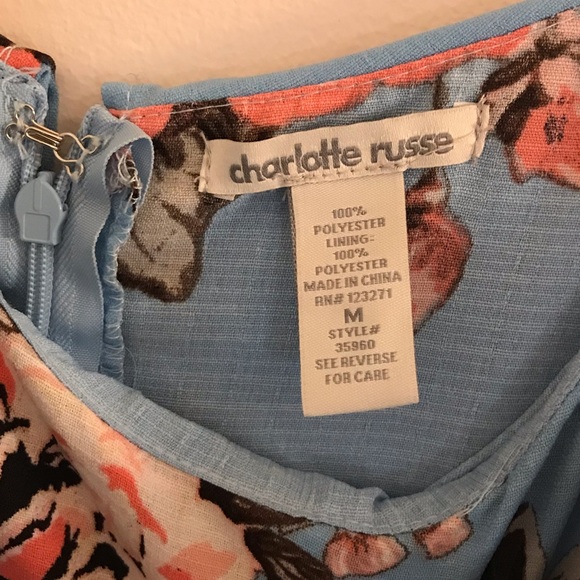 charlotte russe
100%
POLYESTER
LINING:
100%
POLYESTER
MADE IN CHINA
RN# 123271
M
STYLE#
35960
SEE REVERSE
FOR CARE